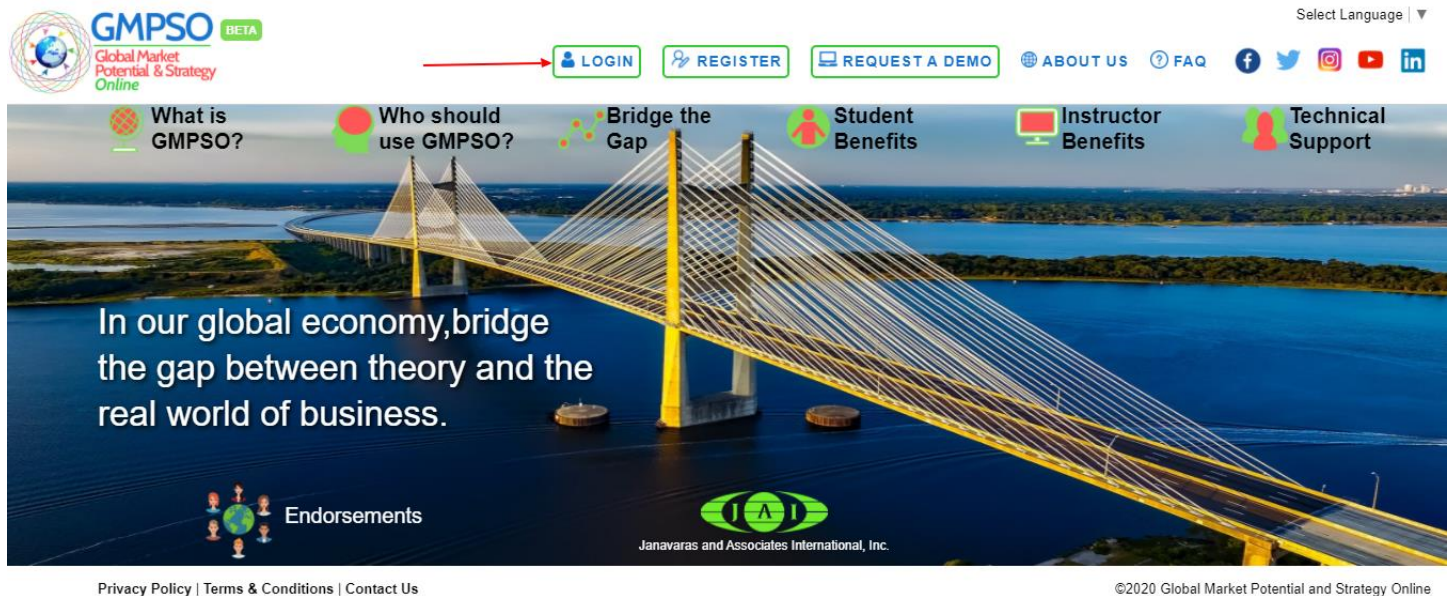 Select Language ▼
GMPSO BETA
Global Market
Potential & Strategy
Online
LOGIN REGISTER REQUEST A DEMO ABOUT US FAQ
What is
GMPSO?
Who should
use GMPSO?
Bridge the
Gap
Student
Benefits
Instructor
Benefits
Technical
Support
In our global economy,bridge
the gap between theory and the
real world of business.
Endorsements
JAI
Janavaras and Associates International, Inc.
Privacy Policy | Terms & Conditions | Contact Us
©2020 Global Market Potential and Strategy Online